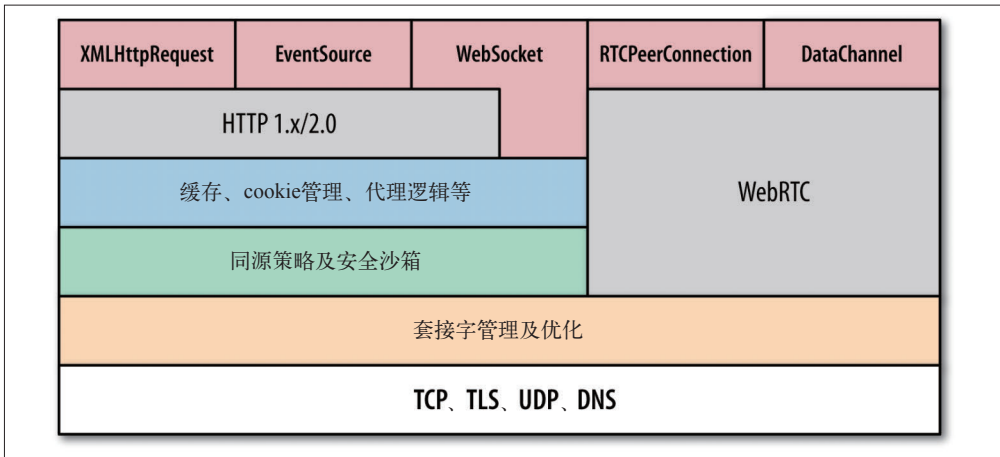 XMLHttpRequest
EventSource
WebSocket
RTCPeerConnection
DataChannel
HTTP 1.x/2.0
缓存、cookie管理、代理逻辑等
WebRTC
同源策略及安全沙箱
套接字管理及优化
TCP、TLS、UDP、DNS